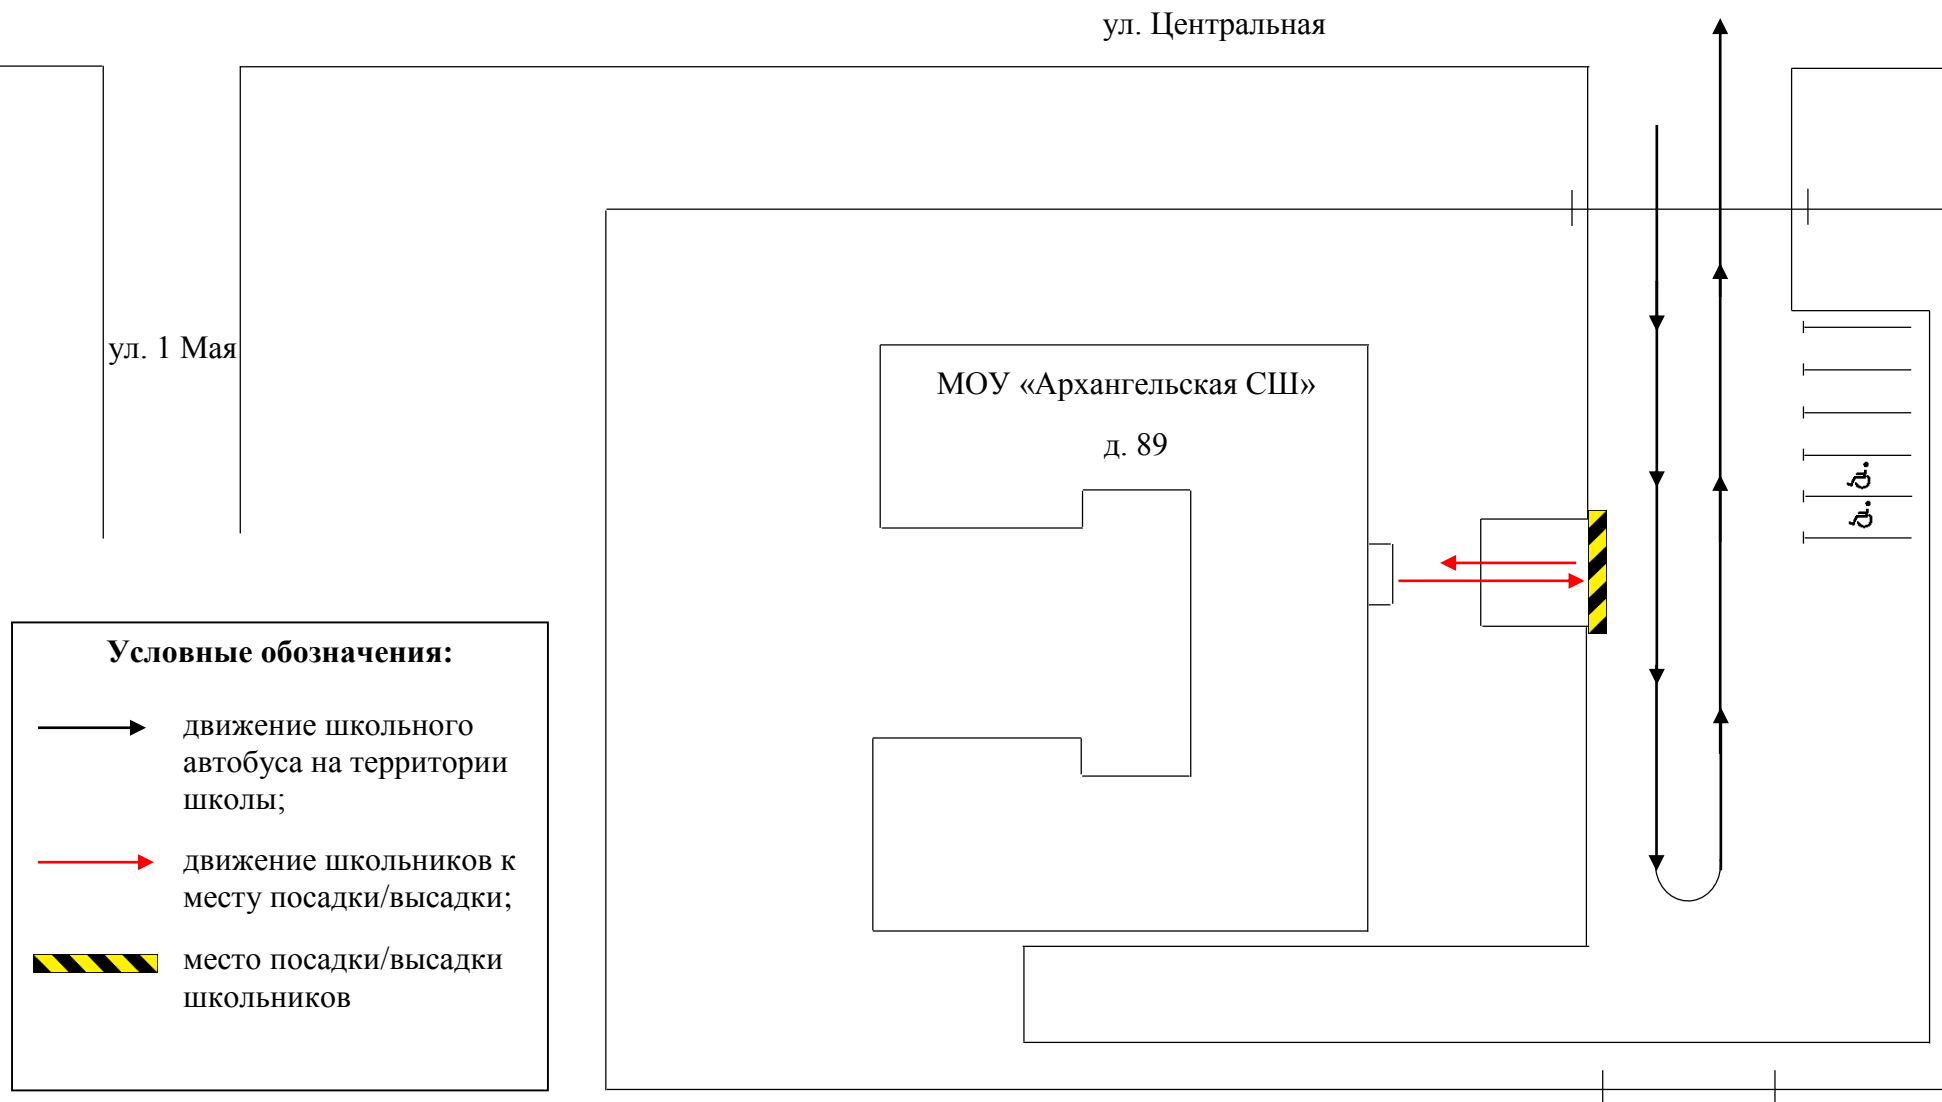 ул. Центральная
ул. 1 Мая
МОУ «Архангельская СШ»
д. 89
Условные обозначения:
движение школьного
автобуса на территории
школы;
движение школьников к
месту посадки/высадки;
место посадки/высадки
школьников